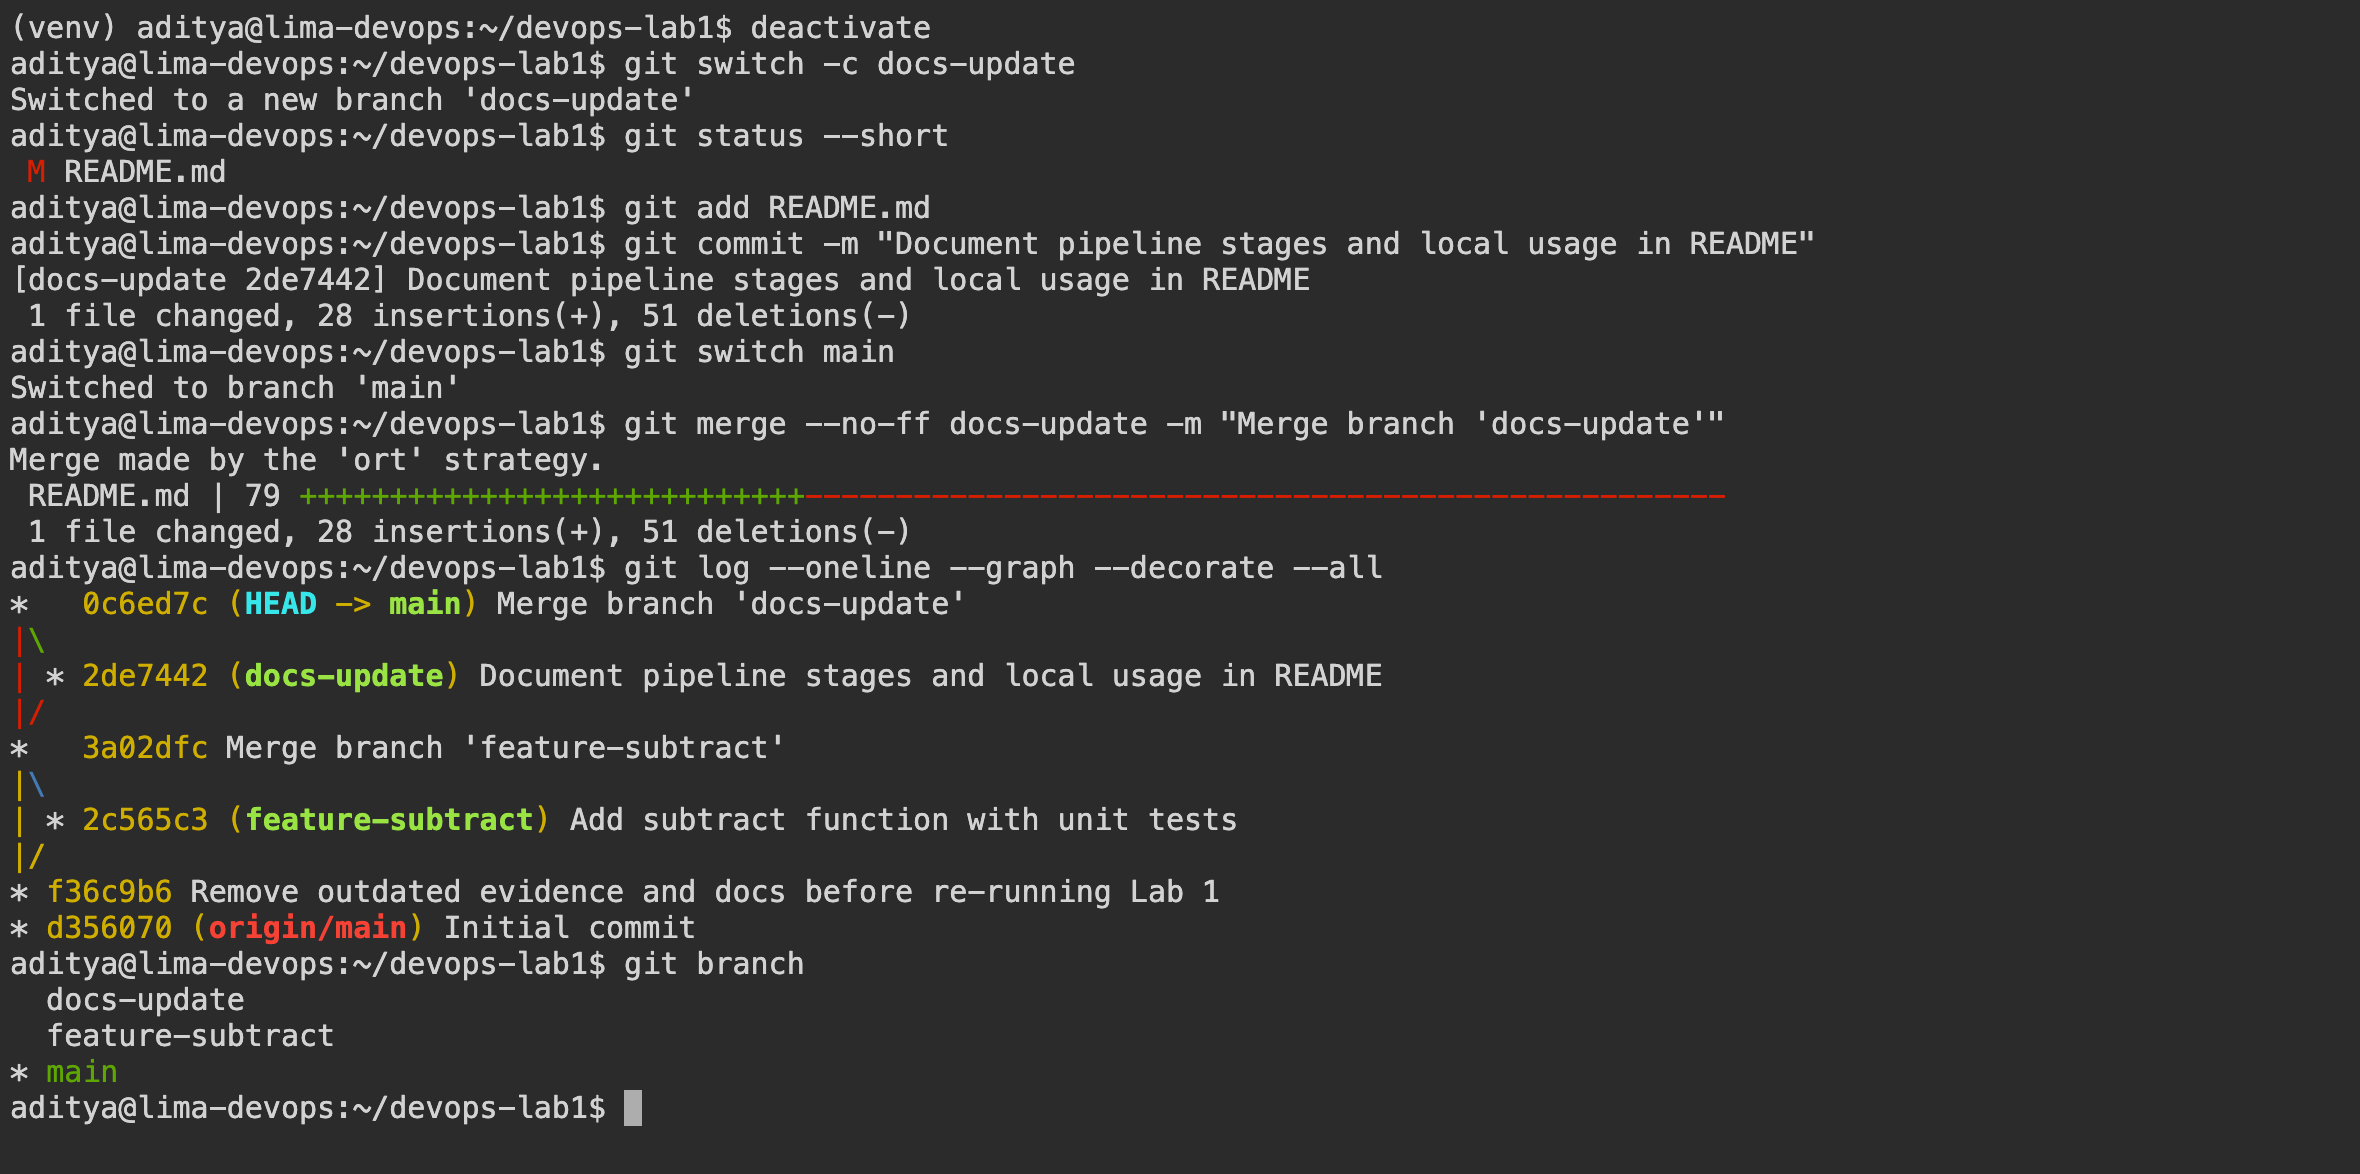 (venv) aditya@lima-devops:~/devops-lab1$ deactivate
aditya@lima-devops:~/devops-lab1$ git switch -c docs-update
Switched to a new branch 'docs-update'
aditya@lima-devops:~/devops-lab1$ git status --short
 M README.md
aditya@lima-devops:~/devops-lab1$ git add README.md
aditya@lima-devops:~/devops-lab1$ git commit -m "Document pipeline stages and local usage in README"
[docs-update 2de7442] Document pipeline stages and local usage in README
 1 file changed, 28 insertions(+), 51 deletions(-)
aditya@lima-devops:~/devops-lab1$ git switch main
Switched to branch 'main'
aditya@lima-devops:~/devops-lab1$ git merge --no-ff docs-update -m "Merge branch 'docs-update'"
Merge made by the 'ort' strategy.
 README.md | 79 ++++++++++++++++++++++++++++---------------------------------------------------
 1 file changed, 28 insertions(+), 51 deletions(-)
aditya@lima-devops:~/devops-lab1$ git log --oneline --graph --decorate --all
*   0c6ed7c (HEAD -> main) Merge branch 'docs-update'
|\
| * 2de7442 (docs-update) Document pipeline stages and local usage in README
|/
*   3a02dfc Merge branch 'feature-subtract'
|\
| * 2c565c3 (feature-subtract) Add subtract function with unit tests
|/
* f36c9b6 Remove outdated evidence and docs before re-running Lab 1
* d356070 (origin/main) Initial commit
aditya@lima-devops:~/devops-lab1$ git branch
  docs-update
  feature-subtract
* main
aditya@lima-devops:~/devops-lab1$